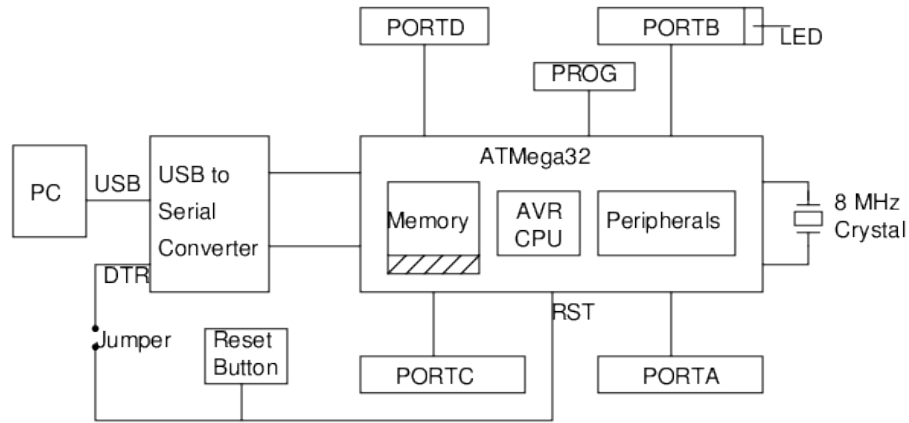 PORTD
PORTB
LED
PROG
ATMega32
PC
USB
USB to
Serial
Converter
Memory
AVR
CPU
Peripherals
8 MHz
Crystal
DTR
RST
Jumper
Reset
Button
PORTC
PORTA